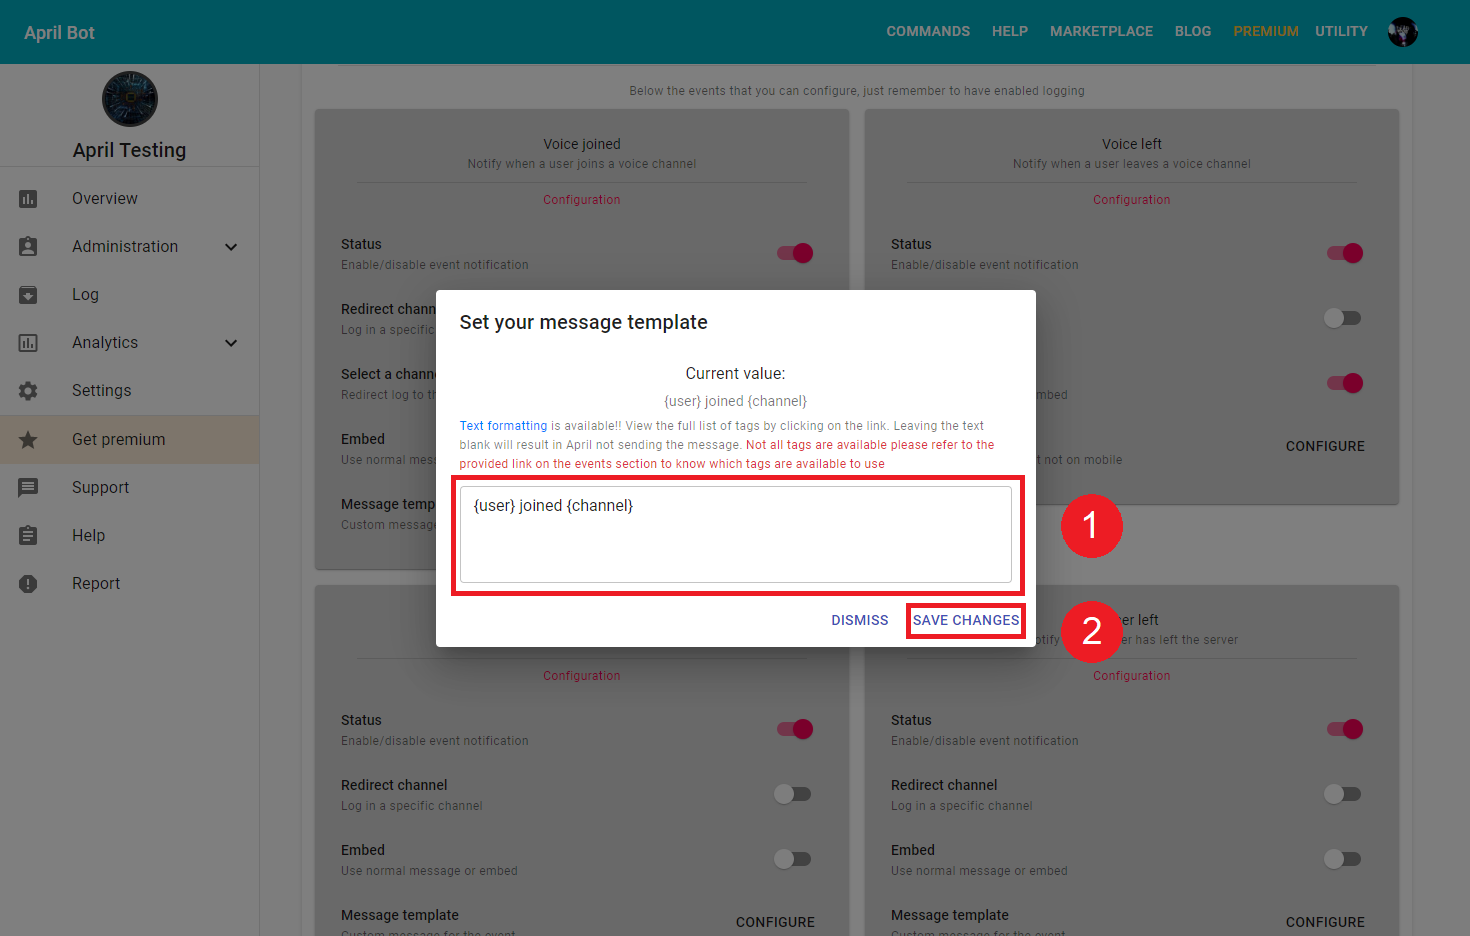 April Bot
COMMANDS HELP MARKETPLACE BLOG PREMIUM UTILITY
April Testing
Overview
Administration
Log
Analytics
Settings
Get premium
Support
Help
Report
Below the events that you can configure, just remember to have enabled logging
Voice joined
Notify when a user joins a voice channel
Configuration
Status
Enable/disable event notification
Redirect chann
Log in a specific
Select a chann
Redirect log to th
Embed
Use normal mess
Message temp
Custom message
Voice left
Notify when a user leaves a voice channel
Configuration
Status
Enable/disable event notification
mbed
CONFIGURE
t not on mobile
Set your message template
Current value:
{user} joined {channel}
Text formatting is available!! View the full list of tags by clicking on the link. Leaving the text
blank will result in April not sending the message. Not all tags are available please refer to the
provided link on the events section to know which tags are available to use
{user} joined {channel}
DISMISS SAVE CHANGES
1
2
Configuration
Status
Enable/disable event notification
Redirect channel
Log in a specific channel
Embed
Use normal message or embed
Message template
CONFIGURE
Custom message for the event
er left
otify er has left the server
Configuration
Status
Enable/disable event notification
Redirect channel
Log in a specific channel
Embed
Use normal message or embed
Message template
CONFIGURE
Custom message for the event